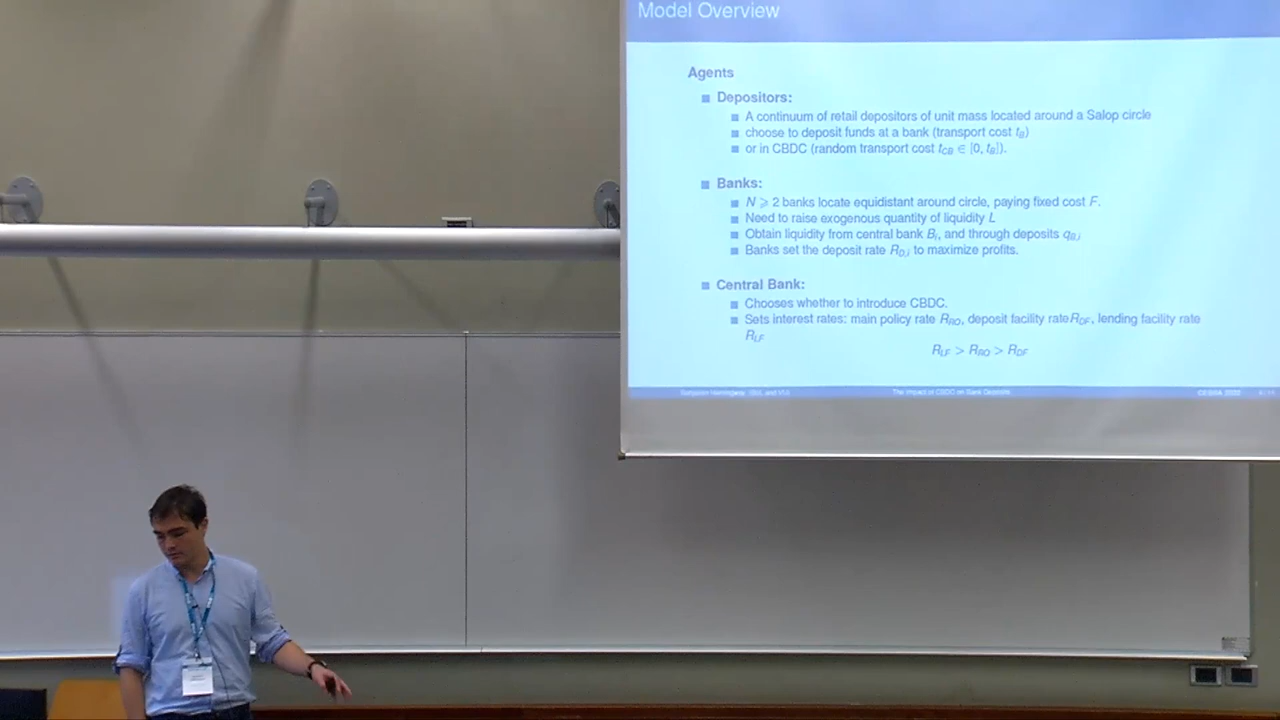 Model Overview
Agents
Depositors:
A continuum of retail depositors of unit mass located around a Salop circle
choose to deposit funds at a bank (transport cost t_B)
or in CBDC (random transport cost t_CB ∈ [0, t_B]).
Banks:
N ⩾ 2 banks locate equidistant around circle, paying fixed cost F.
Need to raise exogenous quantity of liquidity L
Obtain liquidity from central bank B_i, and through deposits q_B,i
Banks set the deposit rate R_D,i to maximize profits.
Central Bank:
Chooses whether to introduce CBDC.
Sets interest rates: main policy rate R_RO, deposit facility rate R_DF, lending facility rate
R_LF
R_LF > R_RO > R_DF
The Impact of CBDC on Bank Deposits